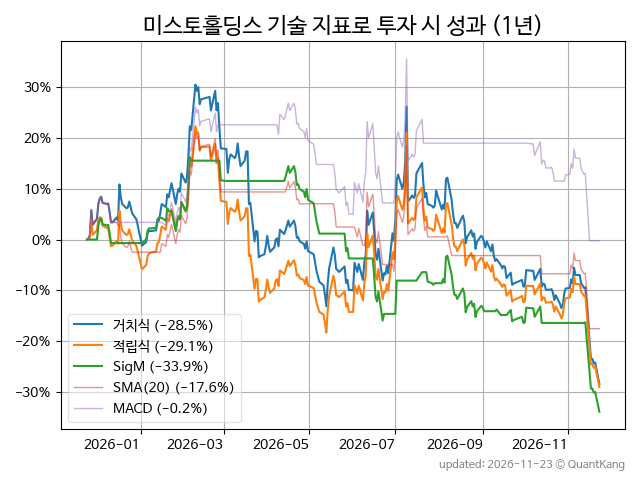 미스토홀딩스 기술 지표로 투자 시 성과 (1년)
30%
20%
10%
0%
−10%
−20%
−30%
거치식 (−28.5%)
적립식 (−29.1%)
SigM (−33.9%)
SMA(20) (−17.6%)
MACD (−0.2%)
2026-01
2026-03
2026-05
2026-07
2026-09
2026-11
updated: 2026-11-23 © QuantKang